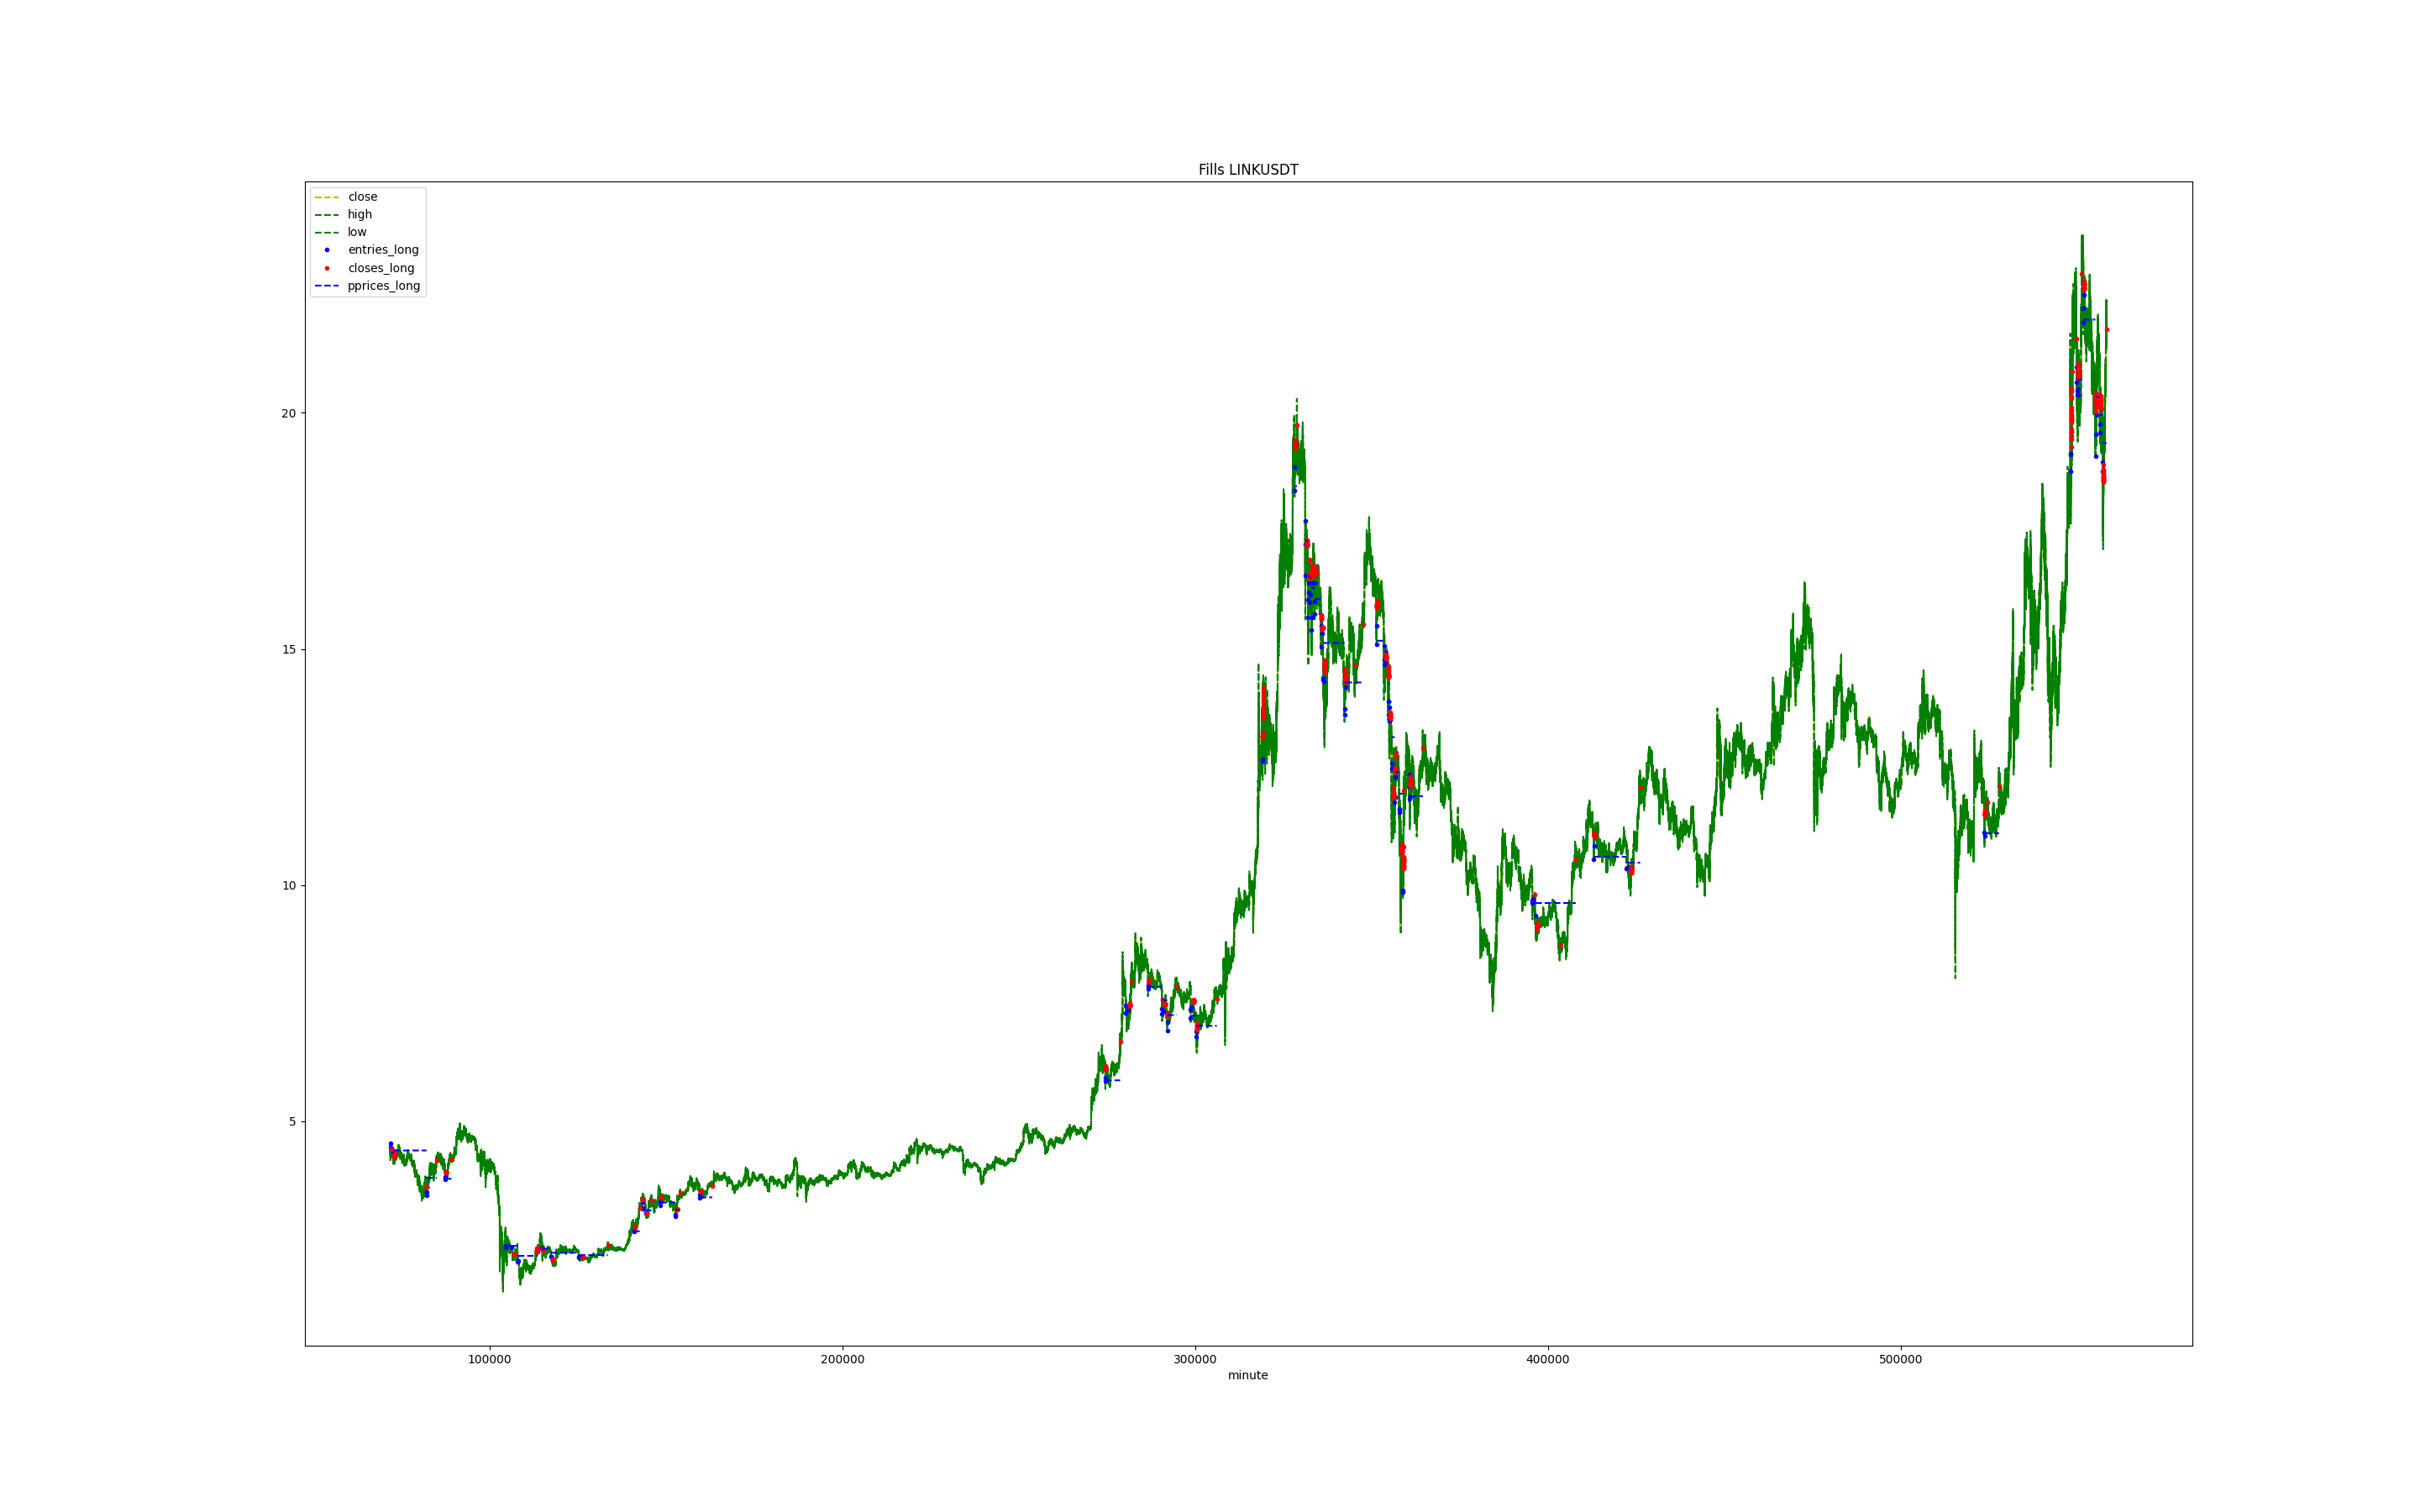 Fills LINKUSDT
close
high
low
entries_long
closes_long
pprices_long
20
15
10
5
100000 200000 300000 400000 500000
minute